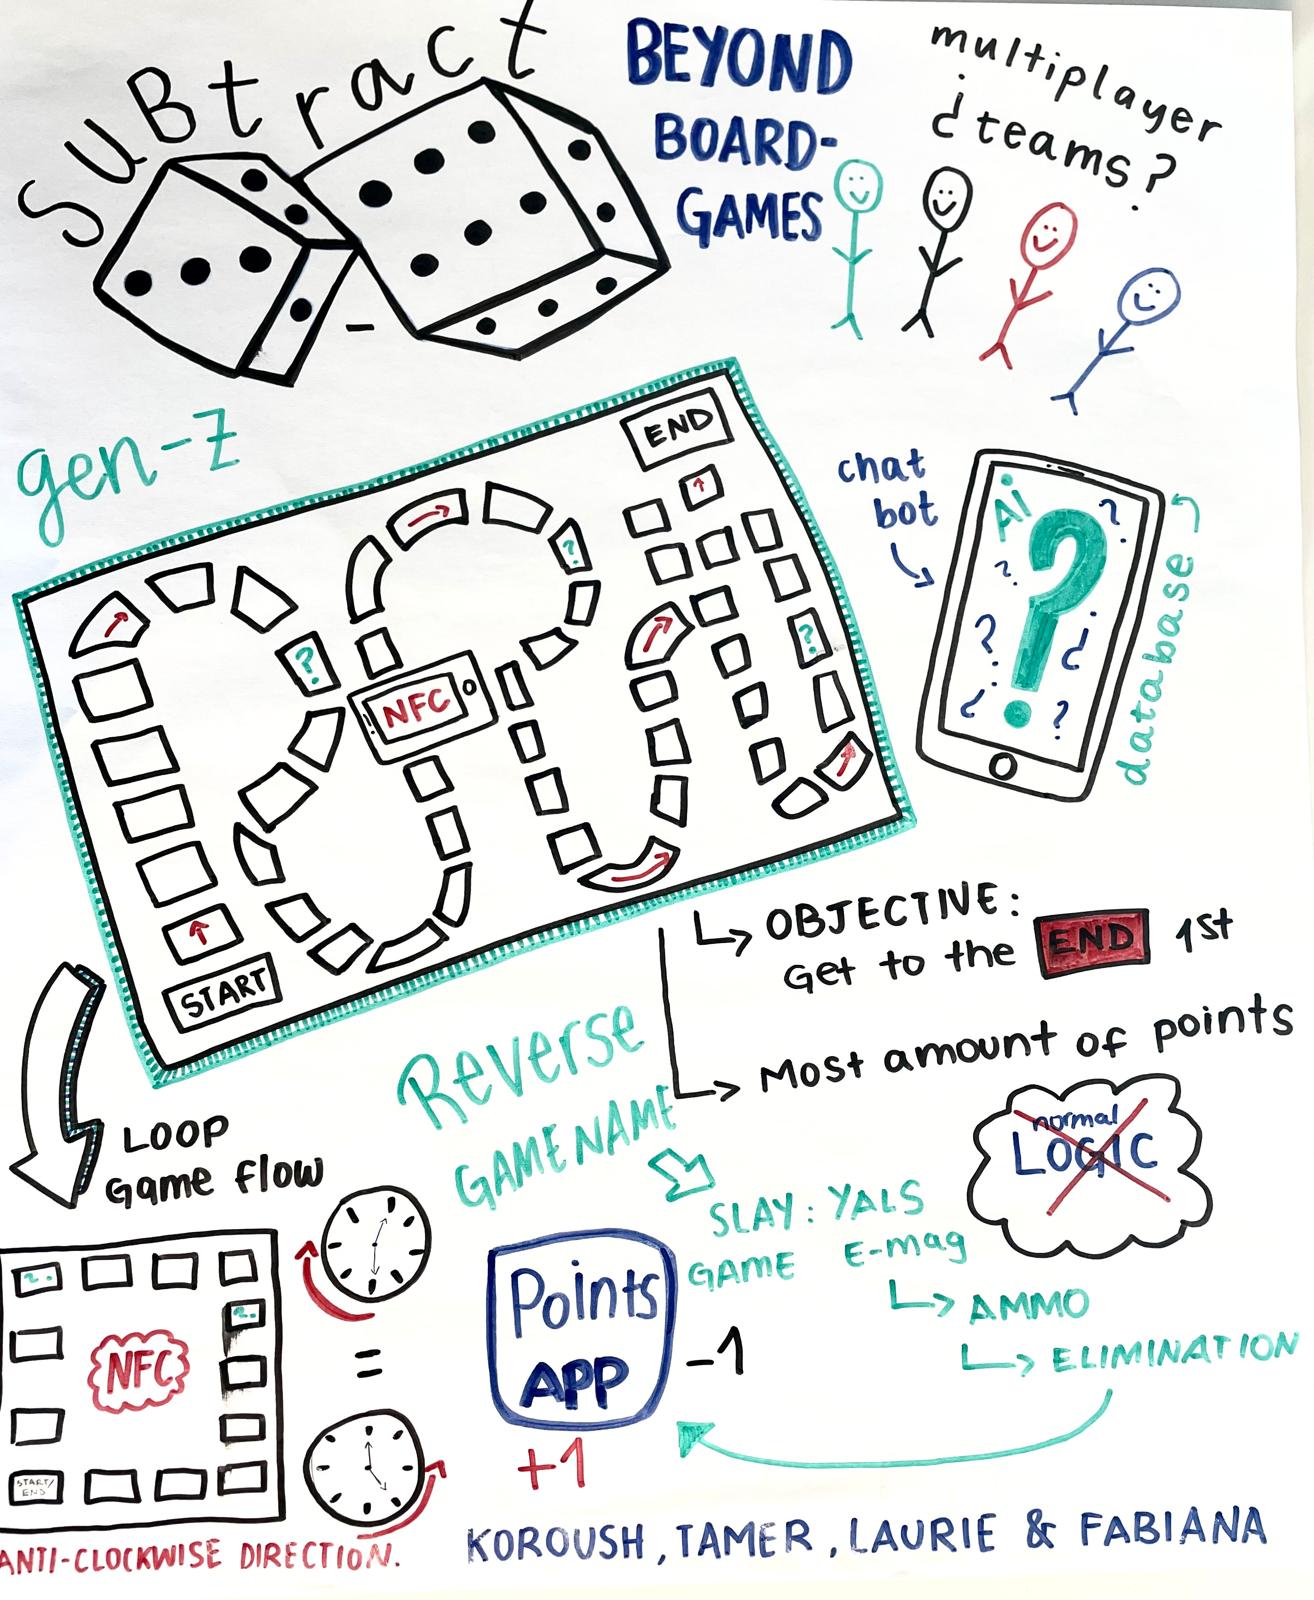 SuBtract
BEYOND
BOARD-
GAMES
multiplayer
¿teams?
gen-Z
END
?
?
NFC
?
START
chat
bot
Ai
?
?
?
?
¿
¿
?
database
OBJECTIVE:
Get to the END 1st
Most amount of points
Reverse
GAME NAME
LOOP
Game flow
normal
LOGIC
SLAY: YALS
GAME E-mag
AMMO
ELIMINATION
Points
APP
-1
+1
-
=
NFC
START/
END
ANTI-CLOCKWISE DIRECTION.
KOROUSH, TAMER, LAURIE & FABIANA